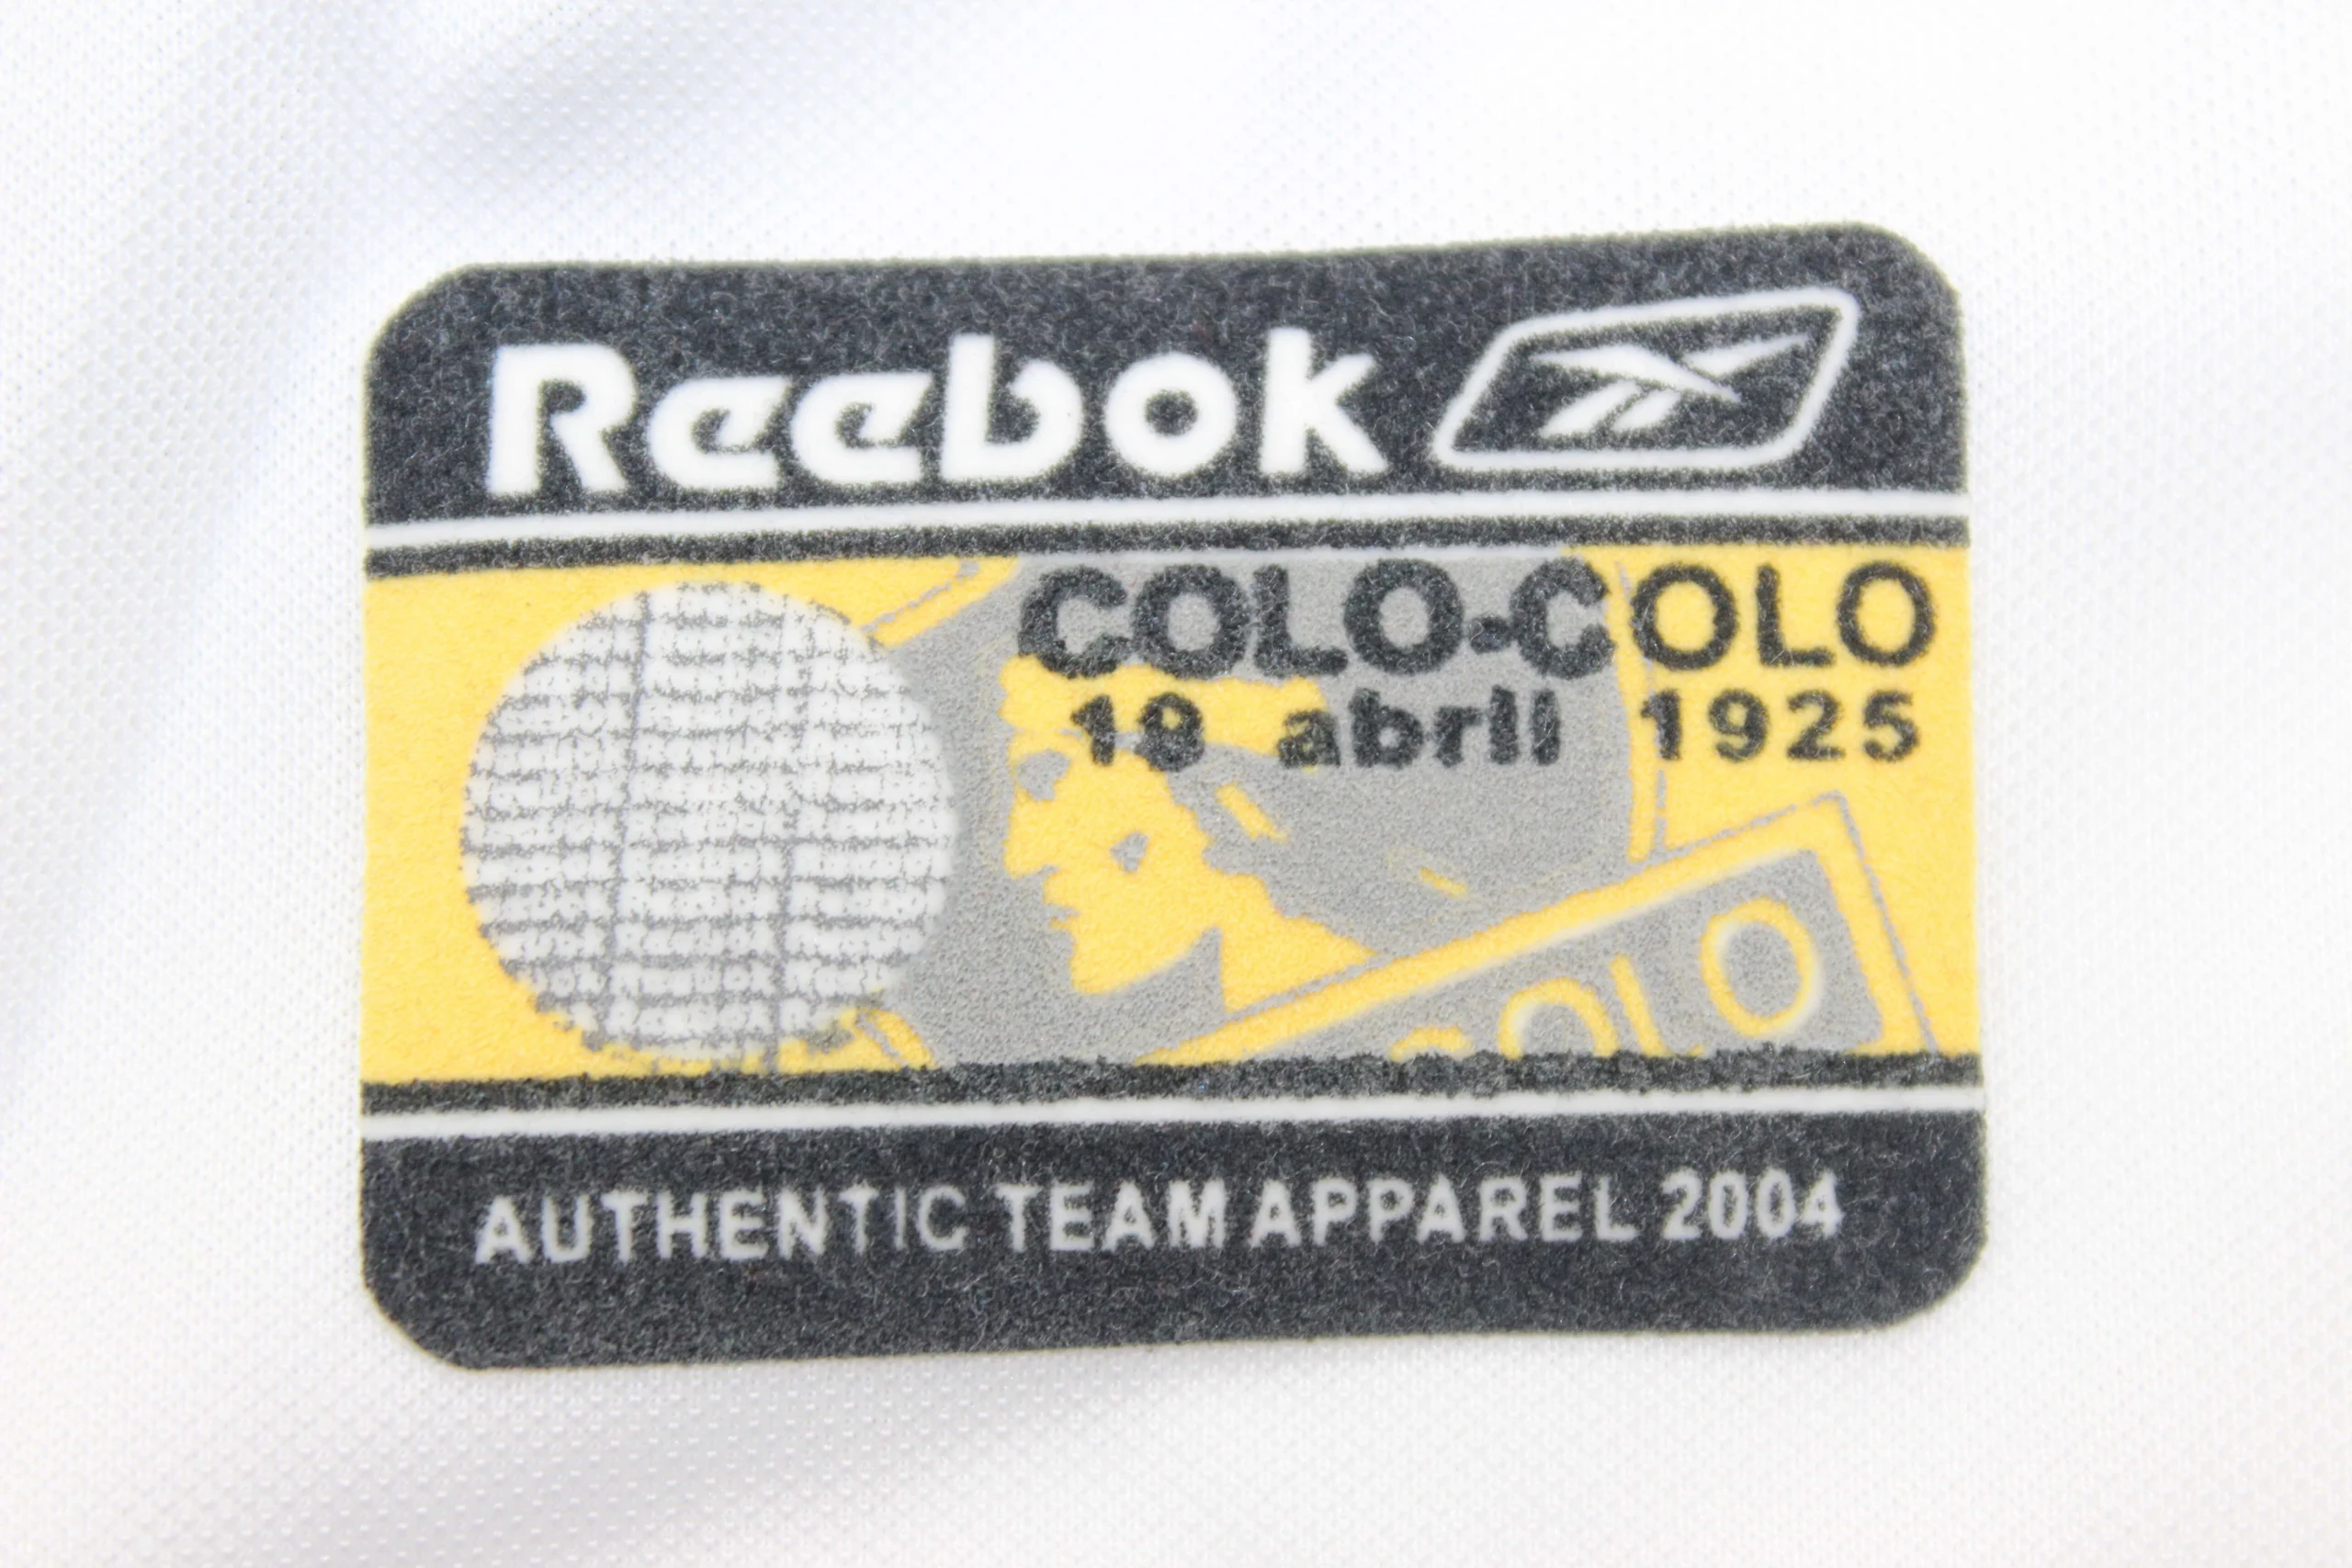 Reebok
COLO-COLO
19 abril 1925
COLO
AUTHENTIC TEAM APPAREL 2004